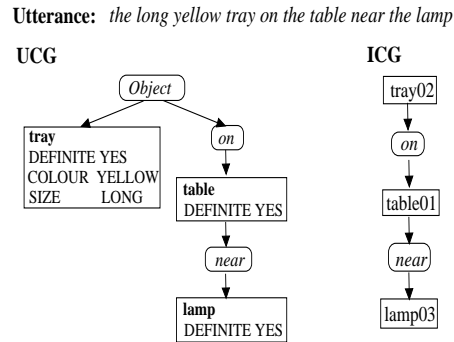 Utterance: the long yellow tray on the table near the lamp
UCG
ICG
Object
tray
DEFINITE YES
COLOUR YELLOW
SIZE LONG
on
table
DEFINITE YES
near
lamp
DEFINITE YES
tray02
on
table01
near
lamp03